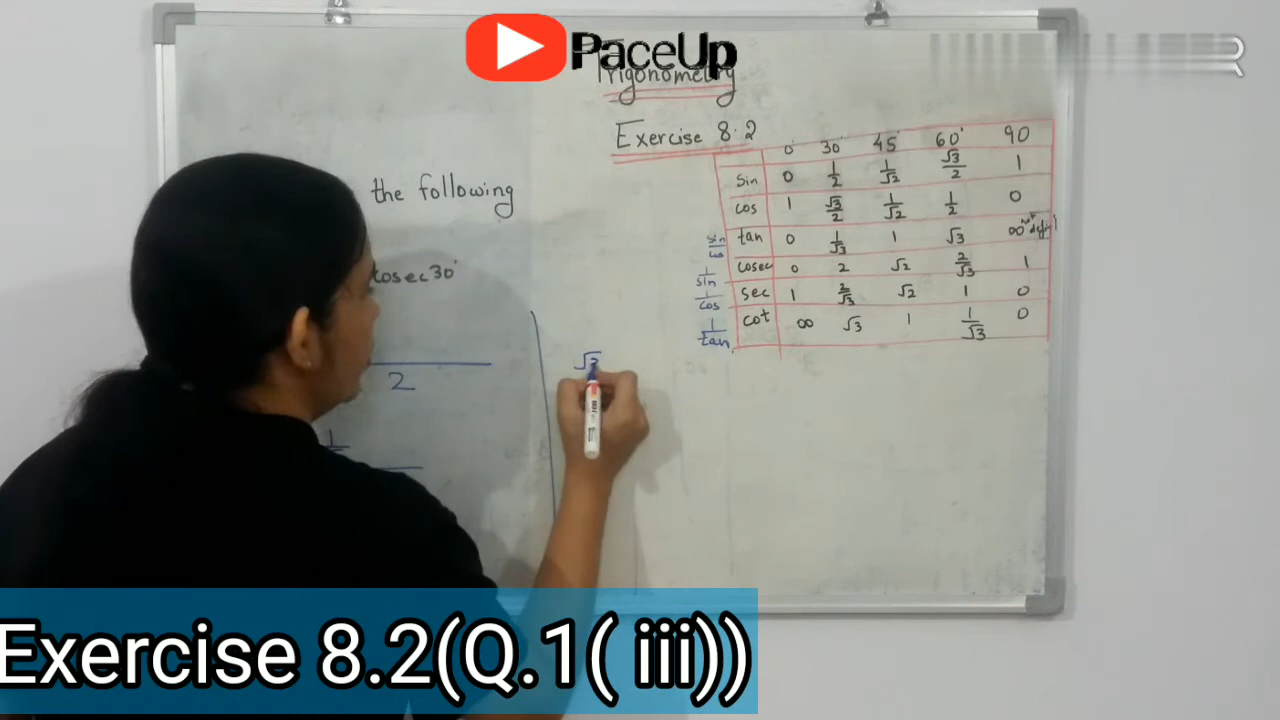 PaceUp
Trigonometry
Exercise 8.2
0° 30° 45° 60° 90
sin 0 1/2 1/√2 √3/2 1
cos 1 √3/2 1/√2 1/2 0
sin/cos tan 0 1/√3 1 √3 ∞
1/sin cosec 0 2 √2 2/√3 1
1/cos sec 1 2/√3 √2 1 0
1/tan cot ∞ √3 1 1/√3 0
the following
cosec30°
2
√3
1
Exercise 8.2(Q.1( iii))